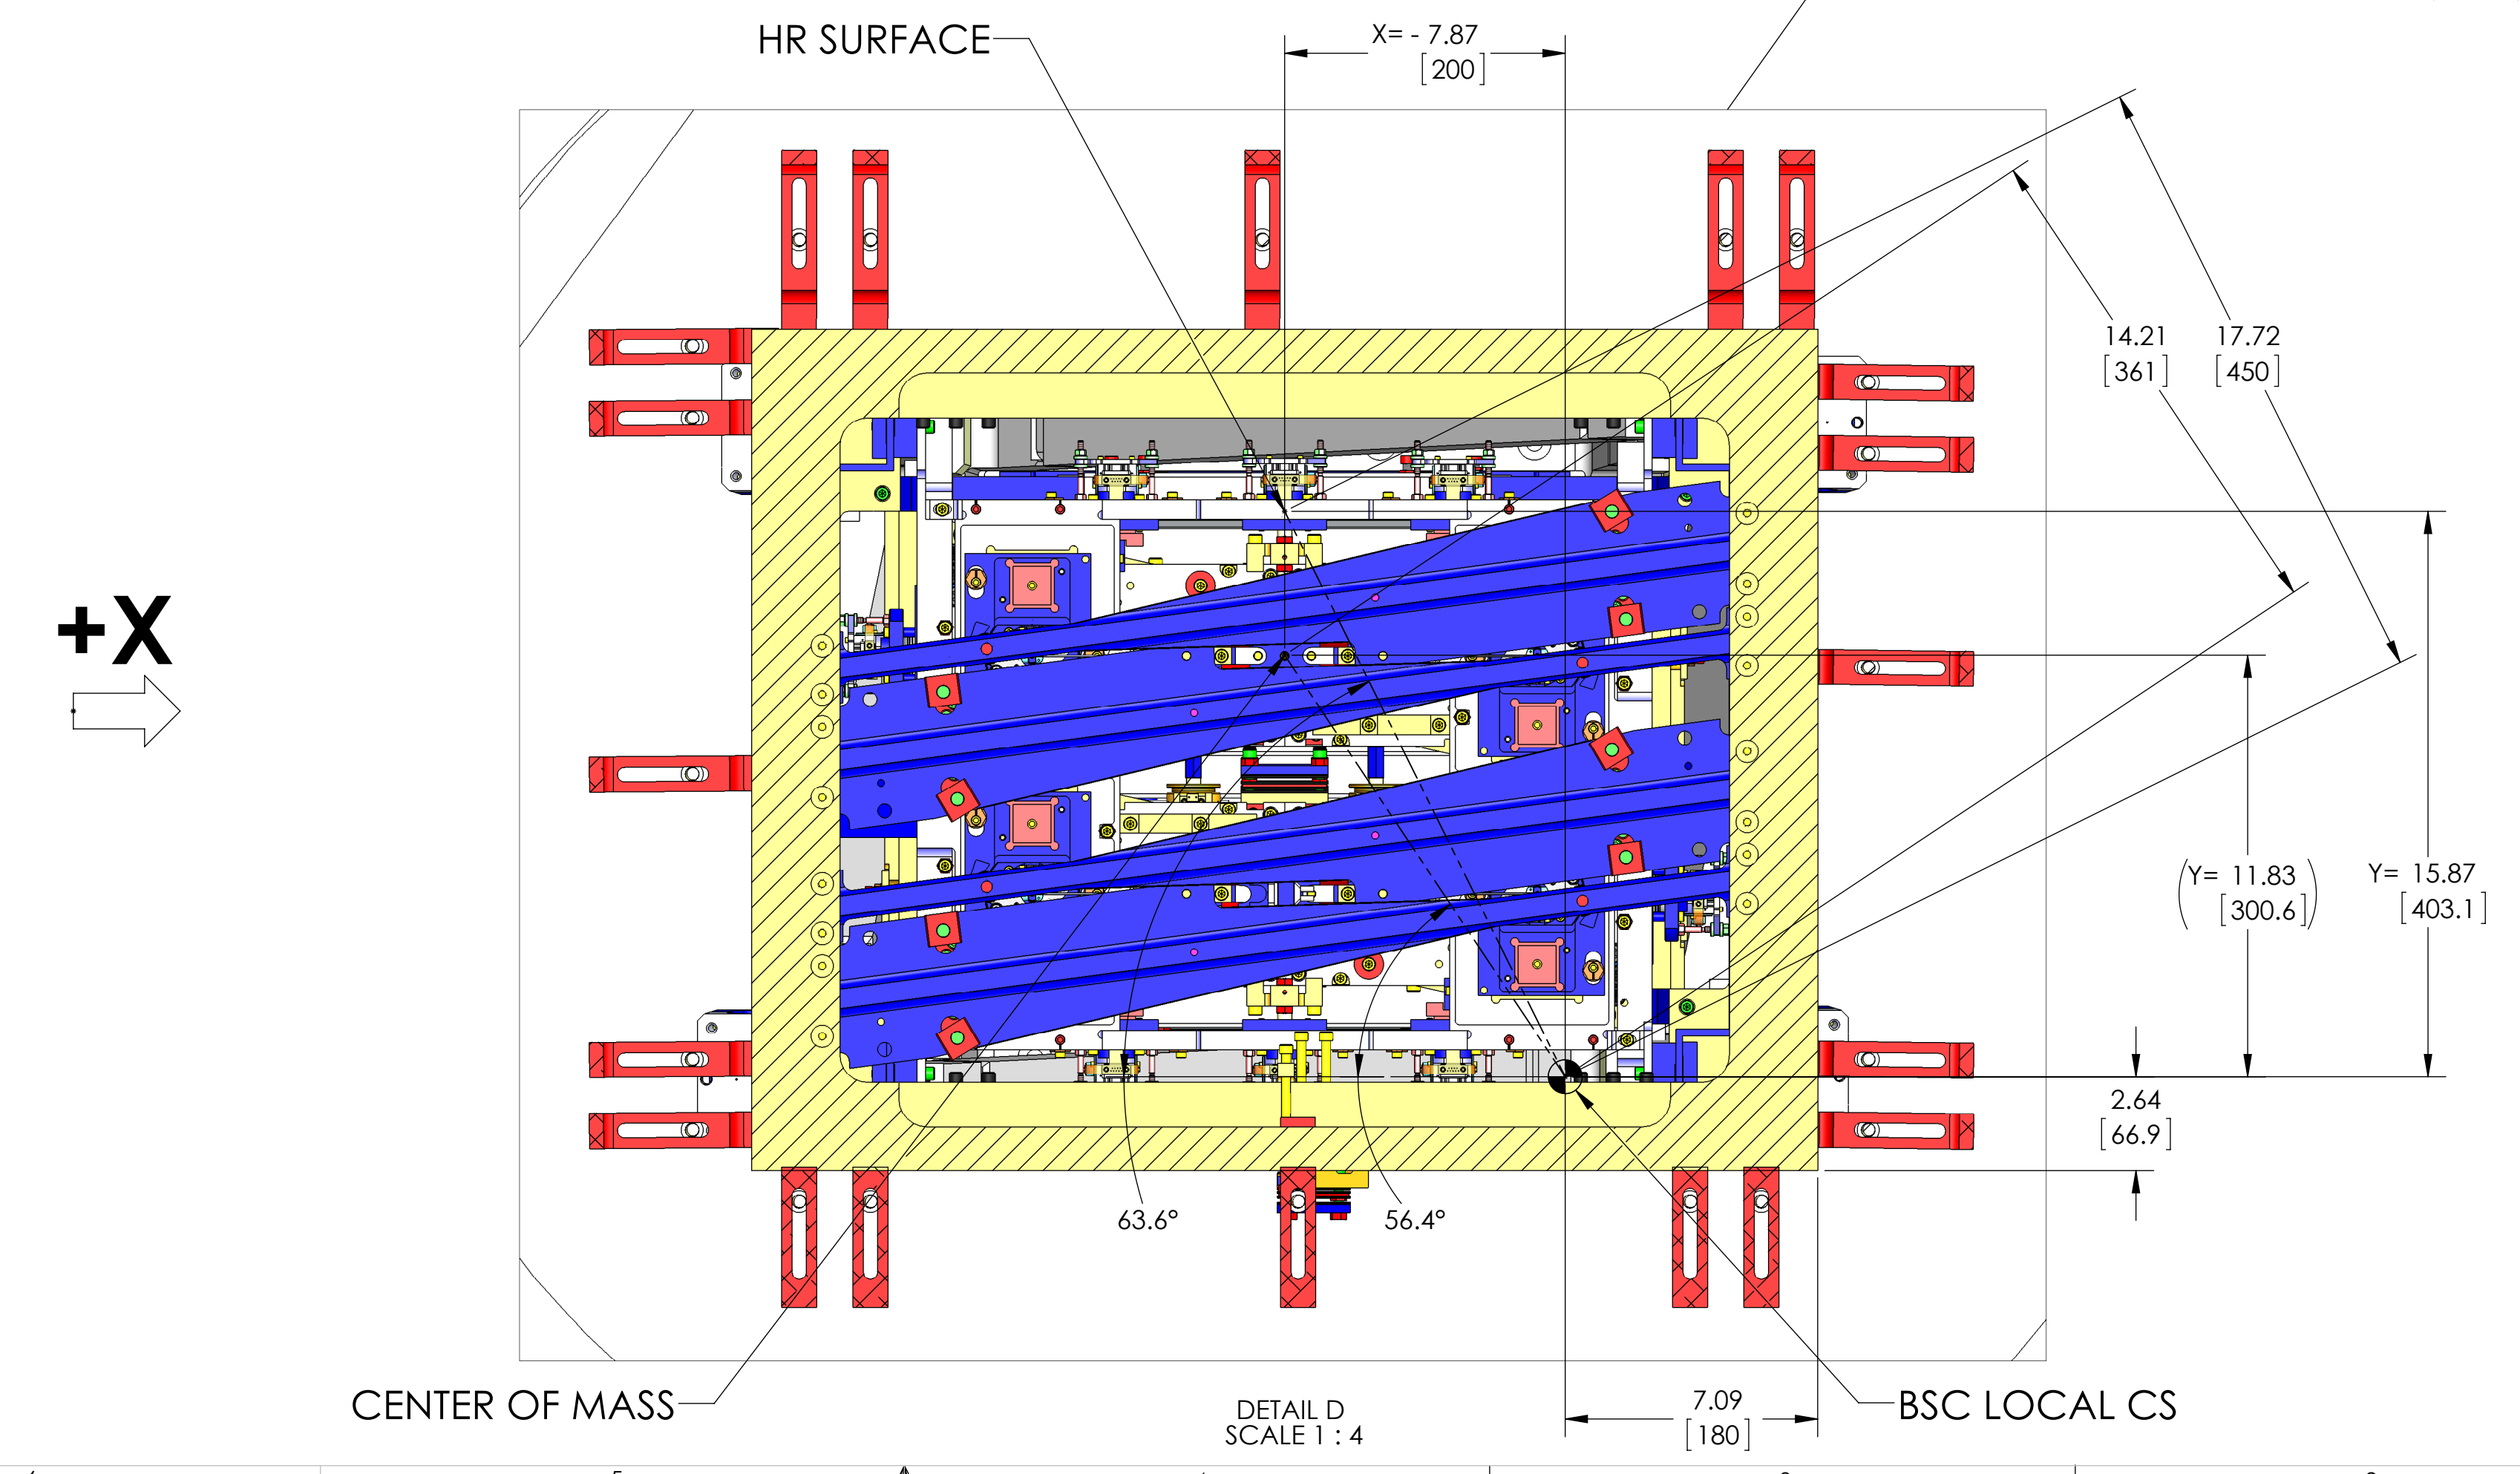 HR SURFACE
X= - 7.87
[200]
14.21
[361]
17.72
[450]
+X
(Y= 11.83
[300.6])
Y= 15.87
[403.1]
2.64
[66.9]
63.6°
56.4°
CENTER OF MASS
DETAIL D
SCALE 1 : 4
7.09
[180]
BSC LOCAL CS